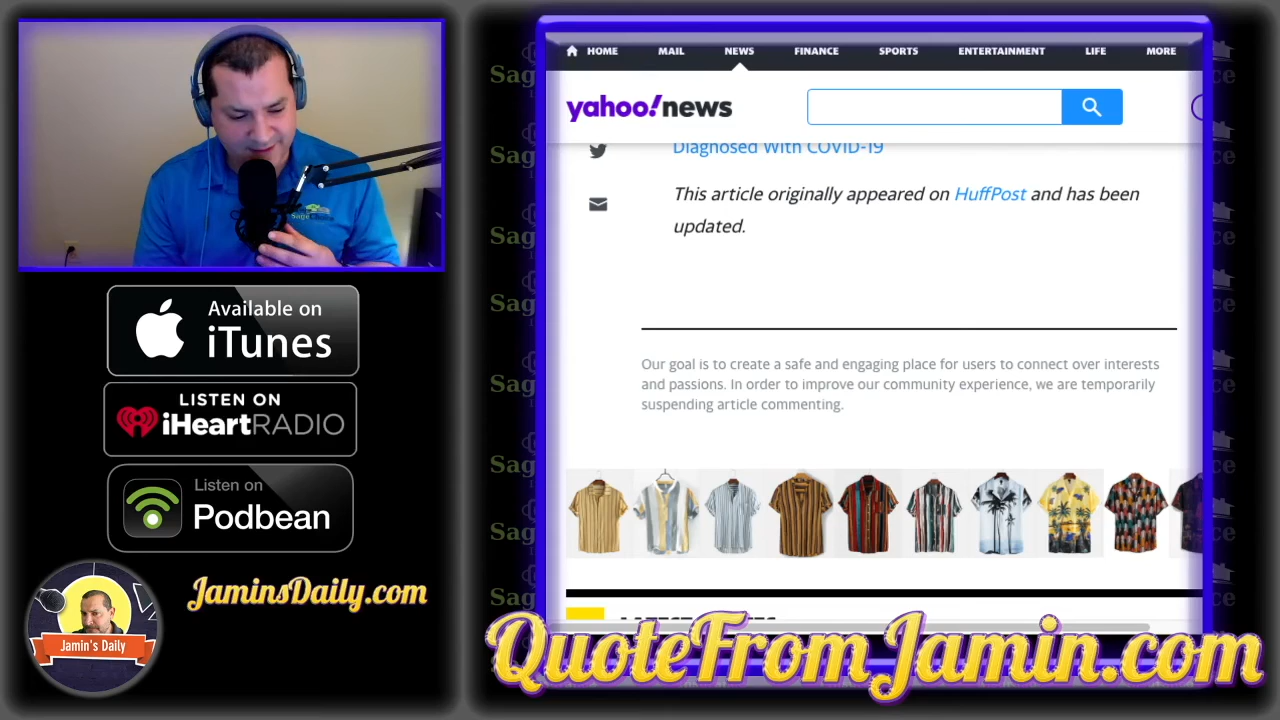 HOME MAIL NEWS FINANCE SPORTS ENTERTAINMENT LIFE MORE
yahoo!news
Diagnosed With COVID-19
This article originally appeared on HuffPost and has been
updated.
Our goal is to create a safe and engaging place for users to connect over interests
and passions. In order to improve our community experience, we are temporarily
suspending article commenting.
Sage
Available on
iTunes
LISTEN ON
iHeartRADIO
Listen on
Podbean
JaminsDaily.com
Jamin's Daily
QuoteFromJamin.com